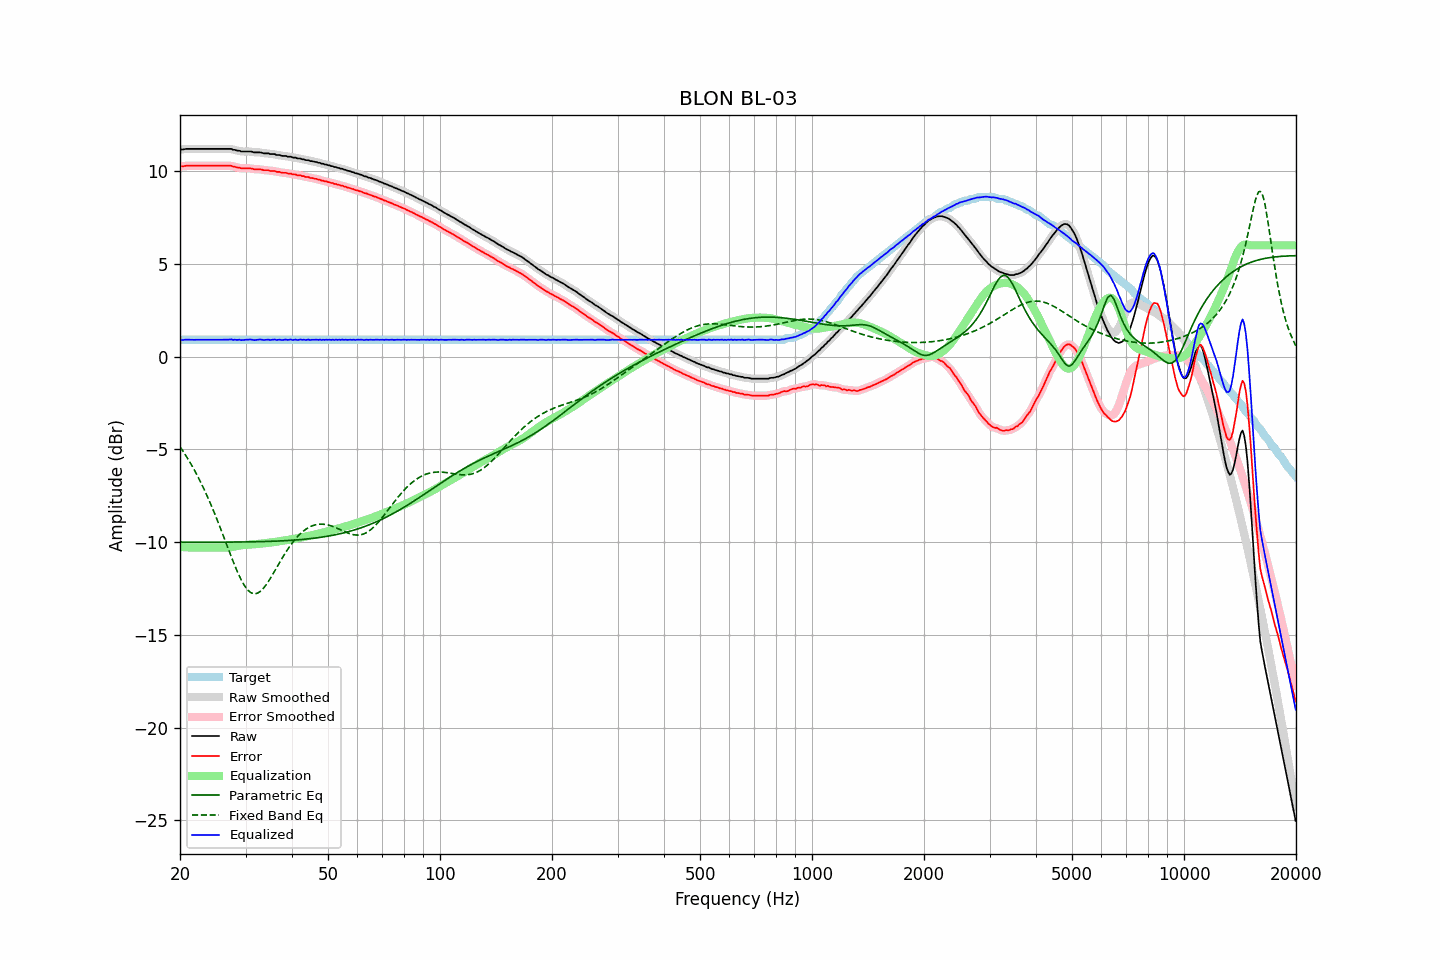 BLON BL-03
10
5
0
−5
−10
−15
−20
−25
Amplitude (dBr)
Target
Raw Smoothed
Error Smoothed
Raw
Error
Equalization
Parametric Eq
Fixed Band Eq
Equalized
20 50 100 200 500 1000 2000 5000 10000 20000
Frequency (Hz)